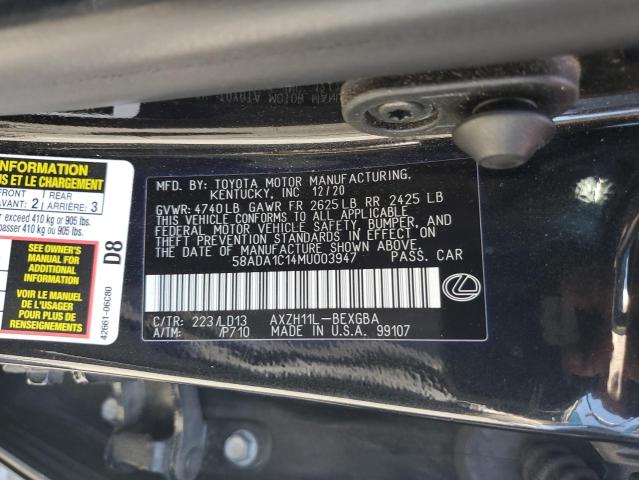 MFD. BY: TOYOTA MOTOR MANUFACTURING.
KENTUCKY, INC 12/20
GVWR: 4740LB GAWR FR 2625LB RR 2425 LB
THIS VEHICLE CONFORMS TO ALL APPLICABLE
FEDERAL MOTOR VEHICLE SAFETY, BUMPER, AND
THEFT PREVENTION STANDARDS IN EFFECT ON
THE DATE OF MANUFACTURE SHOWN ABOVE.
58ADA1C14MU003947 PASS. CAR
C/TR: 223/LD13 AXZH11L-BEXGBA
A/TM: /P710 MADE IN U.S.A. 99107
INFORMATION
ET LE CHARGEMENT
FRONT
AVANT: 2
REAR
ARRIÈRE: 3
exceed 410 kg or 905 lbs.
410 kg ou 905 lbs.
SEE OWNER'S
MANUAL FOR
ADDITIONAL
INFORMATION
VOIR LE MANUEL
DE L'USAGER
POUR PLUS DE
RENSEIGNEMENTS
D8
42661-06C80